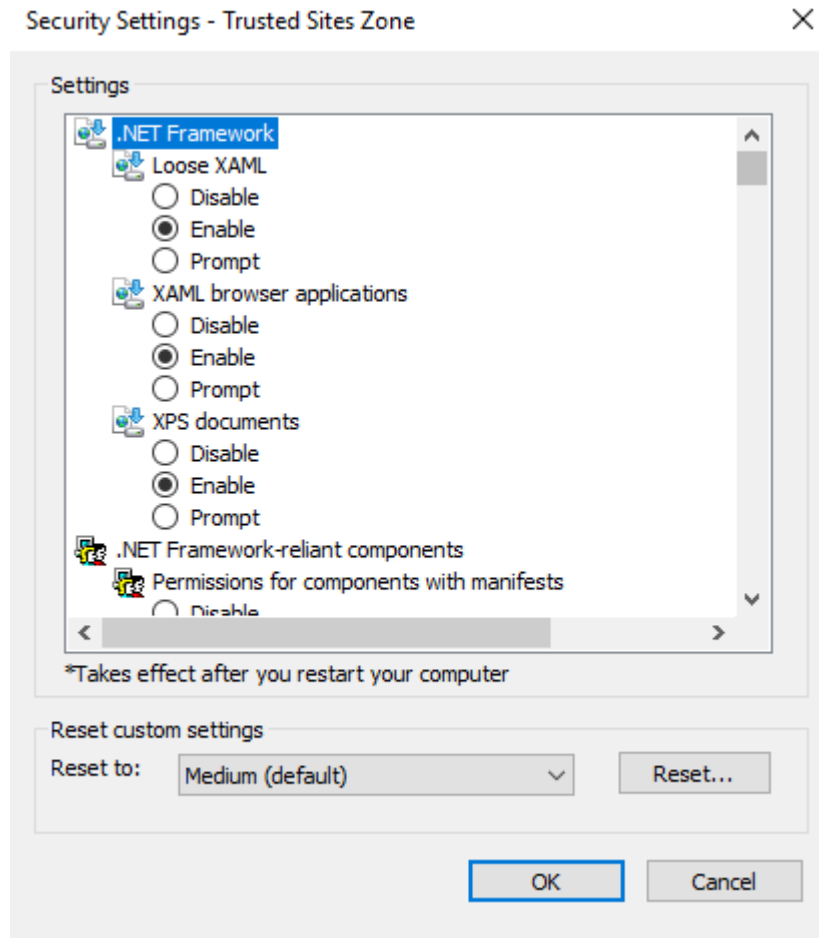 Security Settings - Trusted Sites Zone
Settings
.NET Framework
Loose XAML
Disable
Enable
Prompt
XAML browser applications
Disable
Enable
Prompt
XPS documents
Disable
Enable
Prompt
.NET Framework-reliant components
Permissions for components with manifests
Disable
*Takes effect after you restart your computer
Reset custom settings
Reset to: Medium (default) Reset...
OK Cancel